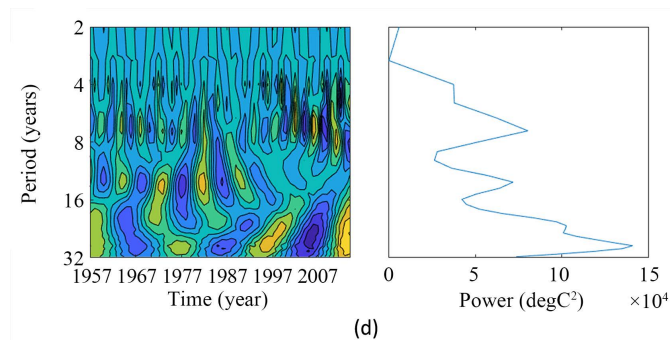 2
4
8
16
32
Period (years)
1957 1967 1977 1987 1997 2007
Time (year)
0 5 10 15
Power (degC²) ×10⁴
(d)